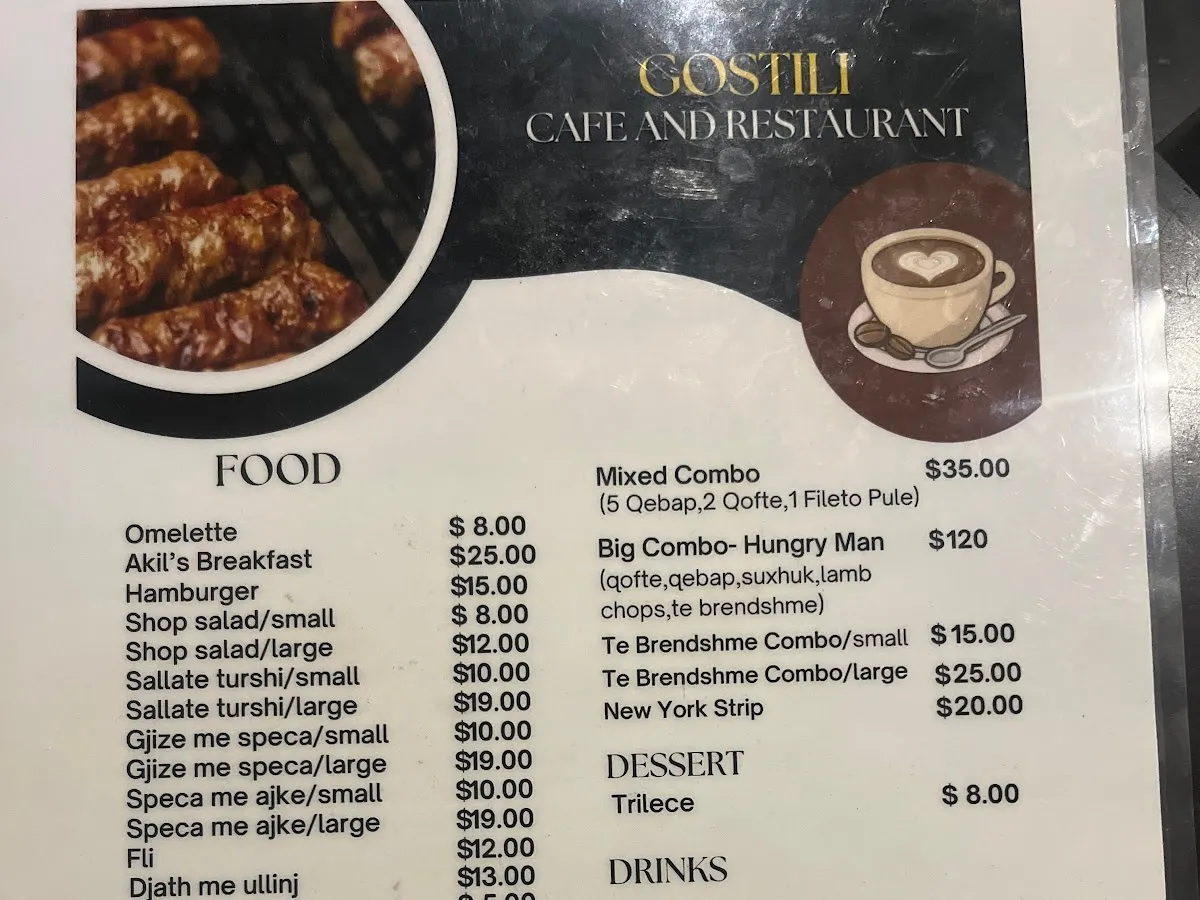 GOSTILI
CAFE AND RESTAURANT
FOOD
Omelette $ 8.00
Akil's Breakfast $25.00
Hamburger $15.00
Shop salad/small $ 8.00
Shop salad/large $12.00
Sallate turshi/small $10.00
Sallate turshi/large $19.00
Gjize me speca/small $10.00
Gjize me speca/large $19.00
Speca me ajke/small $10.00
Speca me ajke/large $19.00
Fli $12.00
Djath me ullinj $13.00
Mixed Combo $35.00
(5 Qebap,2 Qofte,1 Fileto Pule)
Big Combo- Hungry Man $120
(qofte,qebap,suxhuk,lamb
chops,te brendshme)
Te Brendshme Combo/small $15.00
Te Brendshme Combo/large $25.00
New York Strip $20.00
DESSERT
Trilece $ 8.00
DRINKS